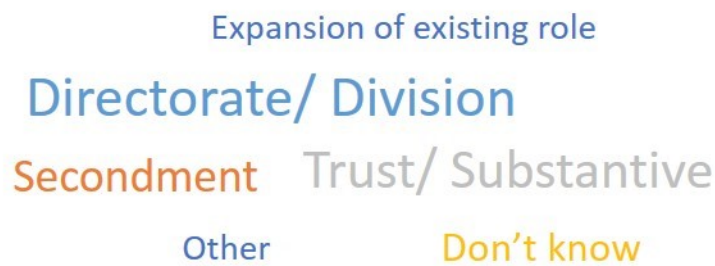 Expansion of existing role
Directorate/ Division
Secondment Trust/ Substantive
Other Don’t know